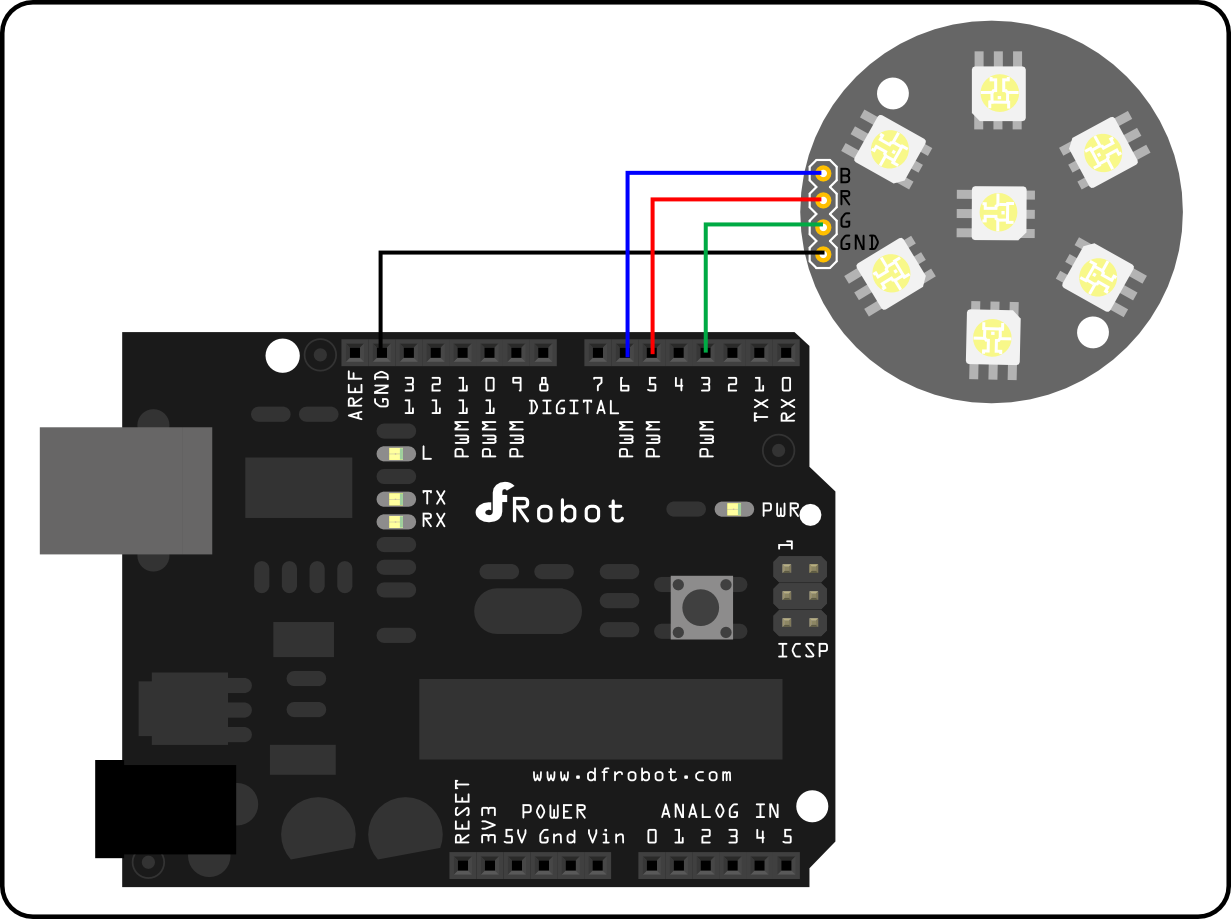 B
R
G
GND
AREF
GND
13
12
11
10
9
8
7
6
5
4
3
2
TX 1
RX 0
DIGITAL
PWM
PWM
PWM
PWM
PWM
PWM
L
TX
RX
dfRobot
PWR
1
ICSP
www.dfrobot.com
RESET
3V3
POWER
5V Gnd Vin
ANALOG IN
0 1 2 3 4 5